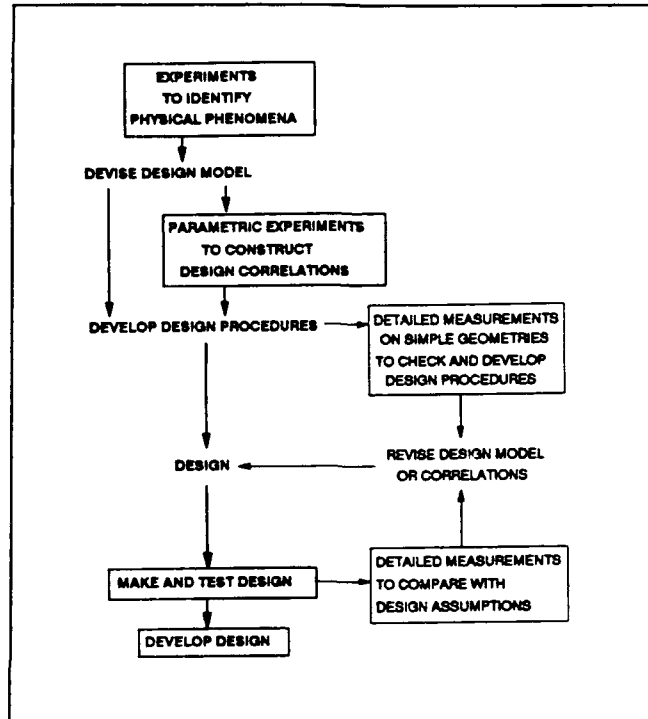 EXPERIMENTS
TO IDENTIFY
PHYSICAL PHENOMENA
DEVISE DESIGN MODEL
PARAMETRIC EXPERIMENTS
TO CONSTRUCT
DESIGN CORRELATIONS
DEVELOP DESIGN PROCEDURES
DETAILED MEASUREMENTS
ON SIMPLE GEOMETRIES
TO CHECK AND DEVELOP
DESIGN PROCEDURES
DESIGN
REVISE DESIGN MODEL
OR CORRELATIONS
MAKE AND TEST DESIGN
DETAILED MEASUREMENTS
TO COMPARE WITH
DESIGN ASSUMPTIONS
DEVELOP DESIGN